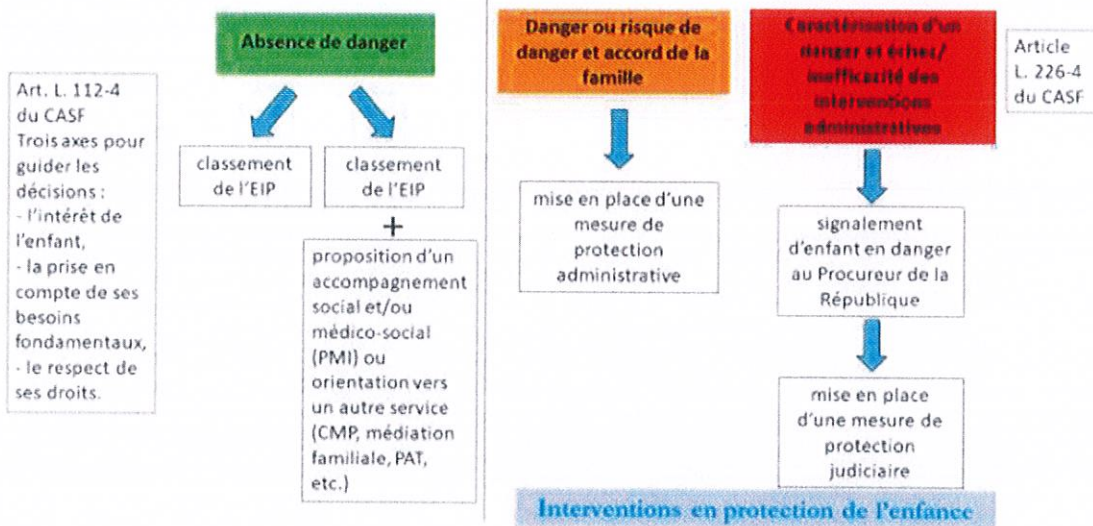 Art. L. 112-4
du CASF
Trois axes pour
guider les
décisions :
- l'intérêt de
l'enfant,
- la prise en
compte de ses
besoins
fondamentaux,
- le respect de
ses droits.
Absence de danger
classement
de l'EIP
classement
de l'EIP
+
proposition d'un
accompagnement
social et/ou
médico-social
(PMI) ou
orientation vers
un autre service
(CMP, médiation
familiale, PAT,
etc.)
Danger ou risque de
danger et accord de la
famille
mise en place d'une
mesure de
protection
administrative
Caractérisation d'un
danger et échec/
inefficacité des
interventions
administratives
signalement
d'enfant en danger
au Procureur de la
République
mise en place
d'une mesure de
protection
judiciaire
Article
L. 226-4
du CASF
Interventions en protection de l'enfance